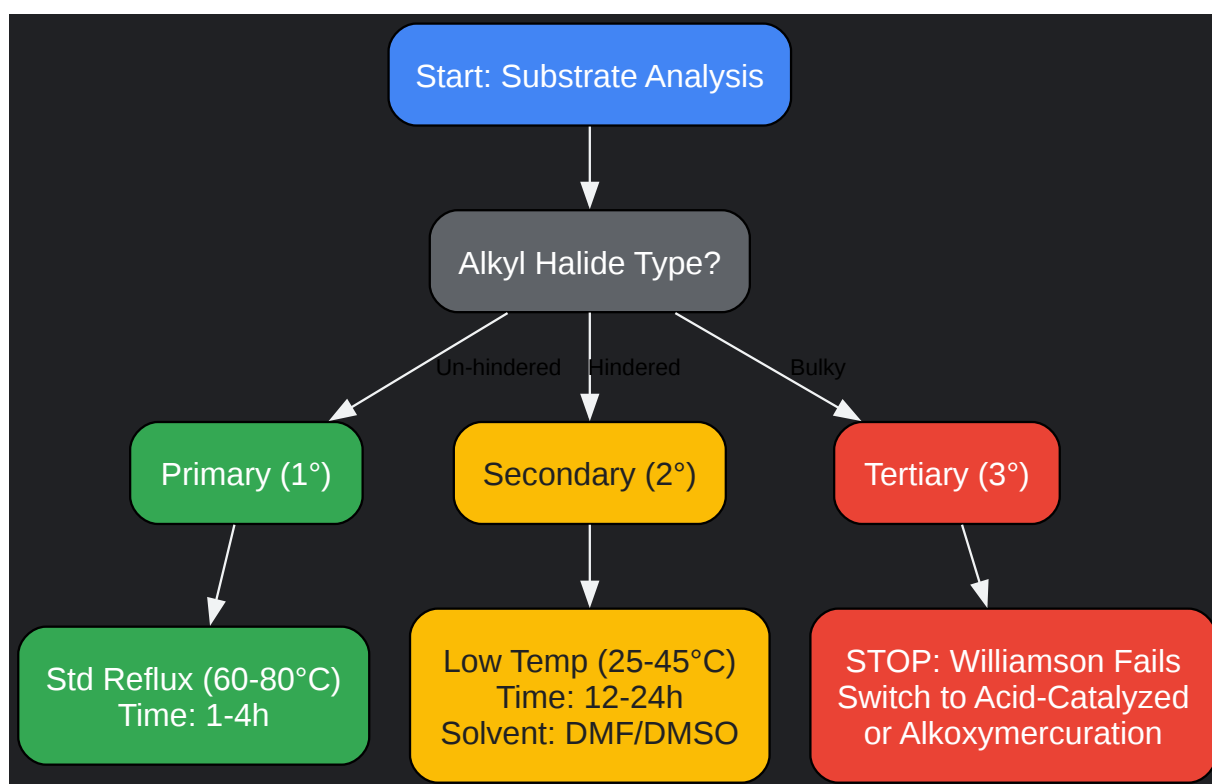 Start: Substrate Analysis
Alkyl Halide Type?
Un-hindered
Hindered
Bulky
Primary (1°)
Secondary (2°)
Tertiary (3°)
Std Reflux (60-80°C)
Time: 1-4h
Low Temp (25-45°C)
Time: 12-24h
Solvent: DMF/DMSO
STOP: Williamson Fails
Switch to Acid-Catalyzed
or Alkoxymercuration